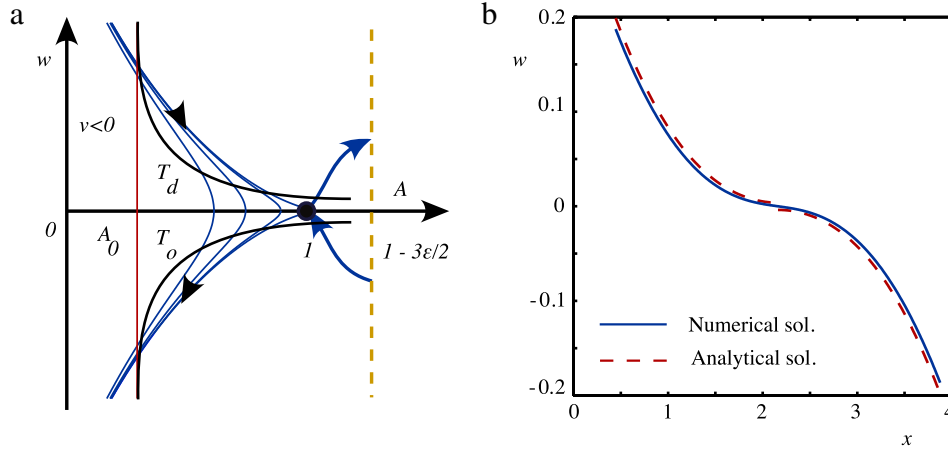 a
w
v<0
T_d
A
0
A_0
T_o
1
1 - 3ε/2
b
w
0.2
0.1
0
-0.1
-0.2
Numerical sol.
Analytical sol.
0
1
2
3
4
x